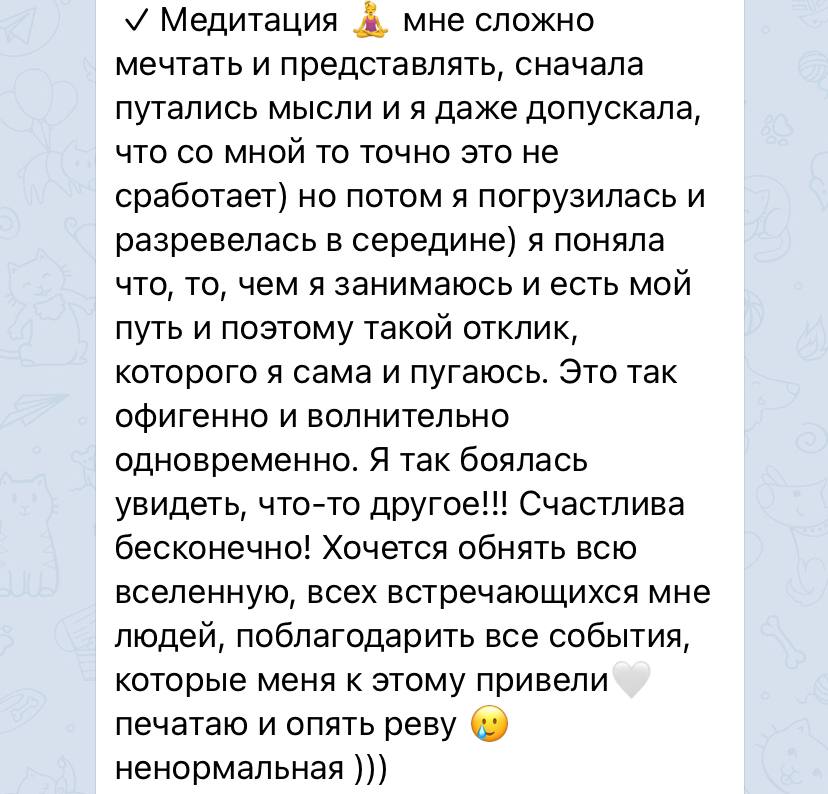 ✓ Медитация 🧘‍♀️ мне сложно
мечтать и представлять, сначала
путались мысли и я даже допускала,
что со мной то точно это не
сработает) но потом я погрузилась и
разревелась в середине) я поняла
что, то, чем я занимаюсь и есть мой
путь и поэтому такой отклик,
которого я сама и пугаюсь. Это так
офигенно и волнительно
одновременно. Я так боялась
увидеть, что-то другое!!! Счастлива
бесконечно! Хочется обнять всю
вселенную, всех встречающихся мне
людей, поблагодарить все события,
которые меня к этому привели🤍
печатаю и опять реву 🥲
ненормальная )))